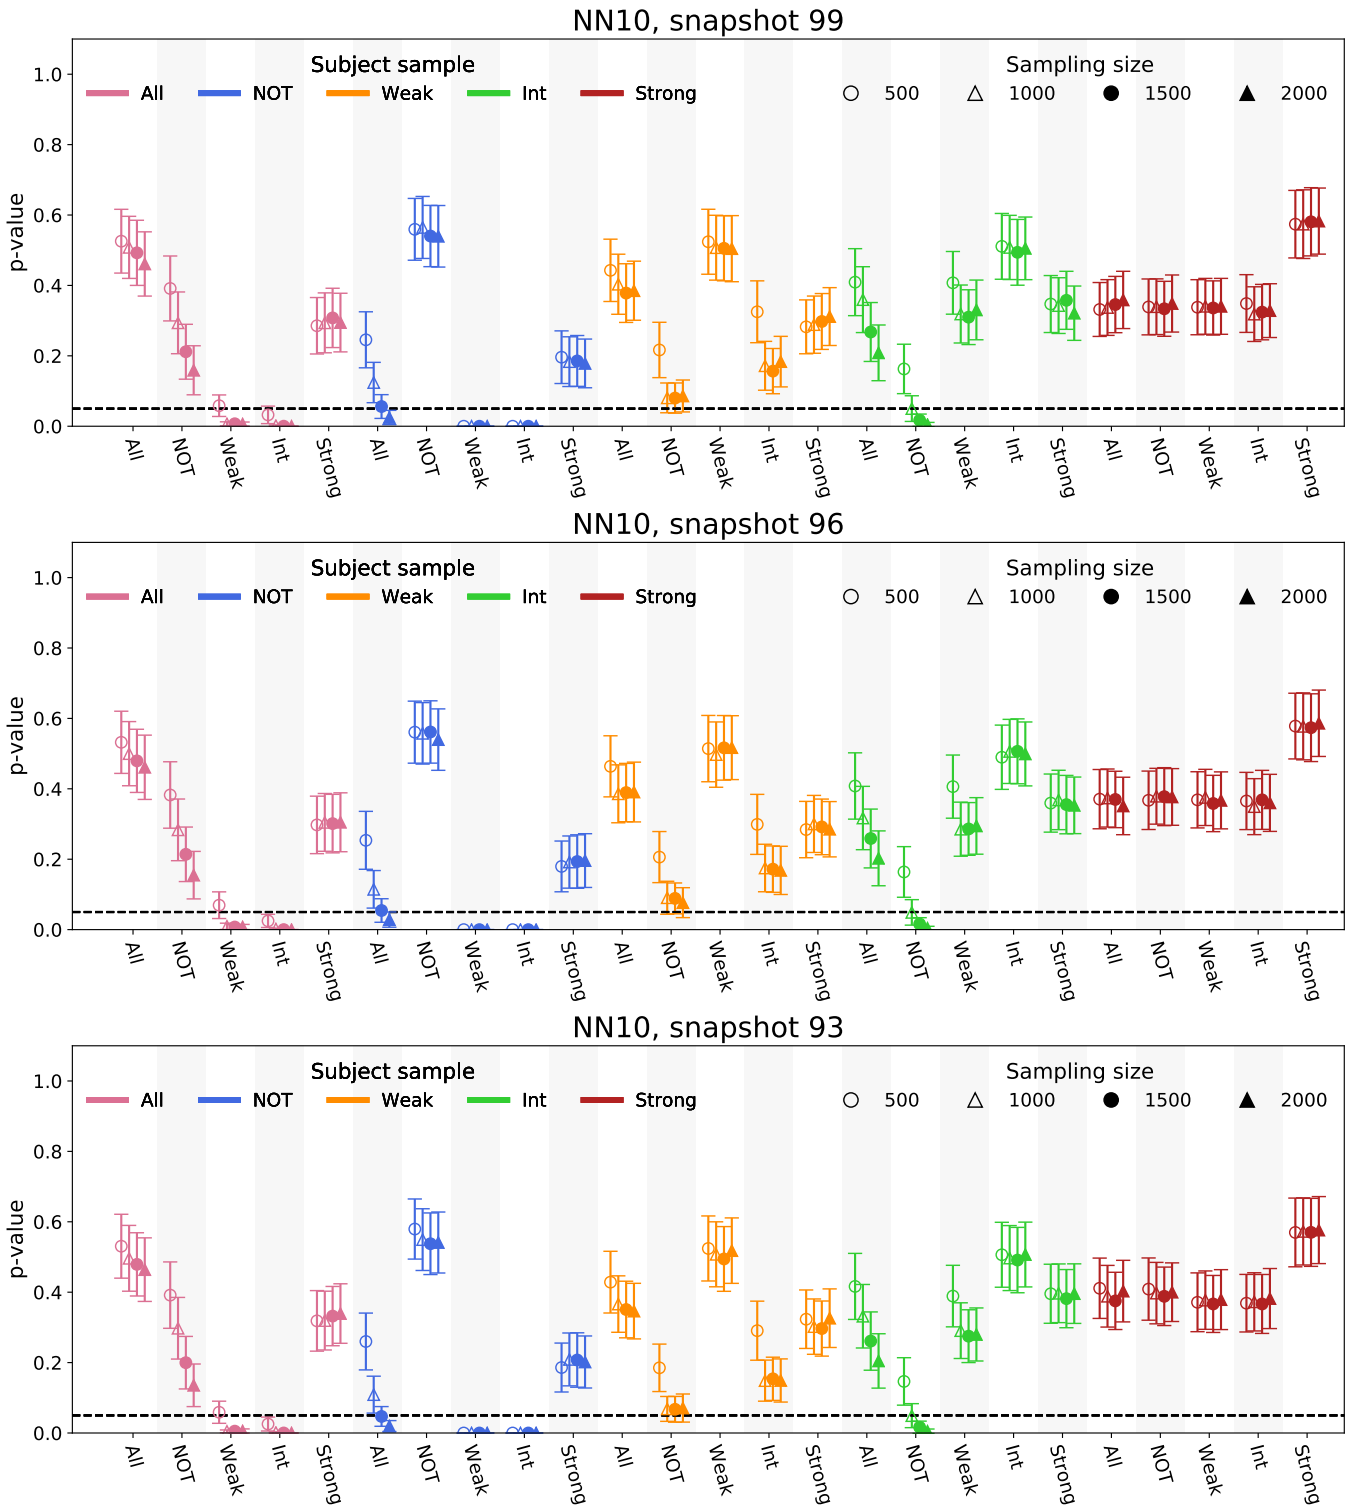 NN10, snapshot 99
Subject sample Sampling size
All NOT Weak Int Strong 500 1000 1500 2000
p-value
1.0
0.8
0.6
0.4
0.2
0.0
All NOT Weak Int Strong All NOT Weak Int Strong All NOT Weak Int Strong All NOT Weak Int Strong All NOT Weak Int Strong
NN10, snapshot 96
Subject sample Sampling size
All NOT Weak Int Strong 500 1000 1500 2000
p-value
1.0
0.8
0.6
0.4
0.2
0.0
All NOT Weak Int Strong All NOT Weak Int Strong All NOT Weak Int Strong All NOT Weak Int Strong All NOT Weak Int Strong
NN10, snapshot 93
Subject sample Sampling size
All NOT Weak Int Strong 500 1000 1500 2000
p-value
1.0
0.8
0.6
0.4
0.2
0.0
All NOT Weak Int Strong All NOT Weak Int Strong All NOT Weak Int Strong All NOT Weak Int Strong All NOT Weak Int Strong